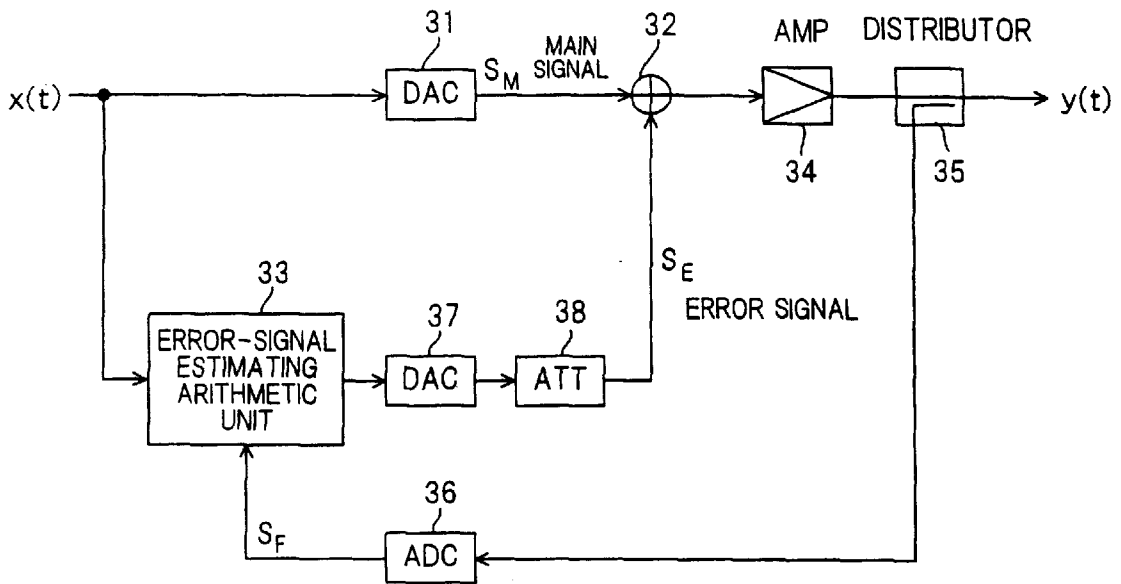 31
32
AMP
DISTRIBUTOR
x(t)
DAC
S_M
MAIN
SIGNAL
y(t)
34
35
S_E
ERROR SIGNAL
33
ERROR-SIGNAL
ESTIMATING
ARITHMETIC
UNIT
37
DAC
38
ATT
36
S_F
ADC